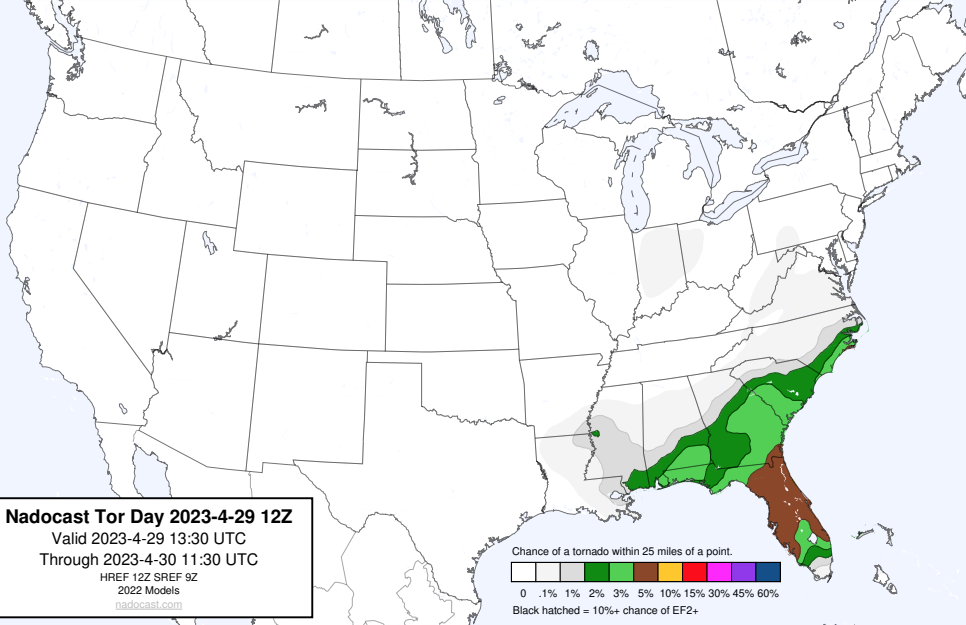 Nadocast Tor Day 2023-4-29 12Z
Valid 2023-4-29 13:30 UTC
Through 2023-4-30 11:30 UTC
HREF 12Z SREF 9Z
2022 Models
nadocast.com
Chance of a tornado within 25 miles of a point.
0 .1% 1% 2% 3% 5% 10% 15% 30% 45% 60%
Black hatched = 10%+ chance of EF2+